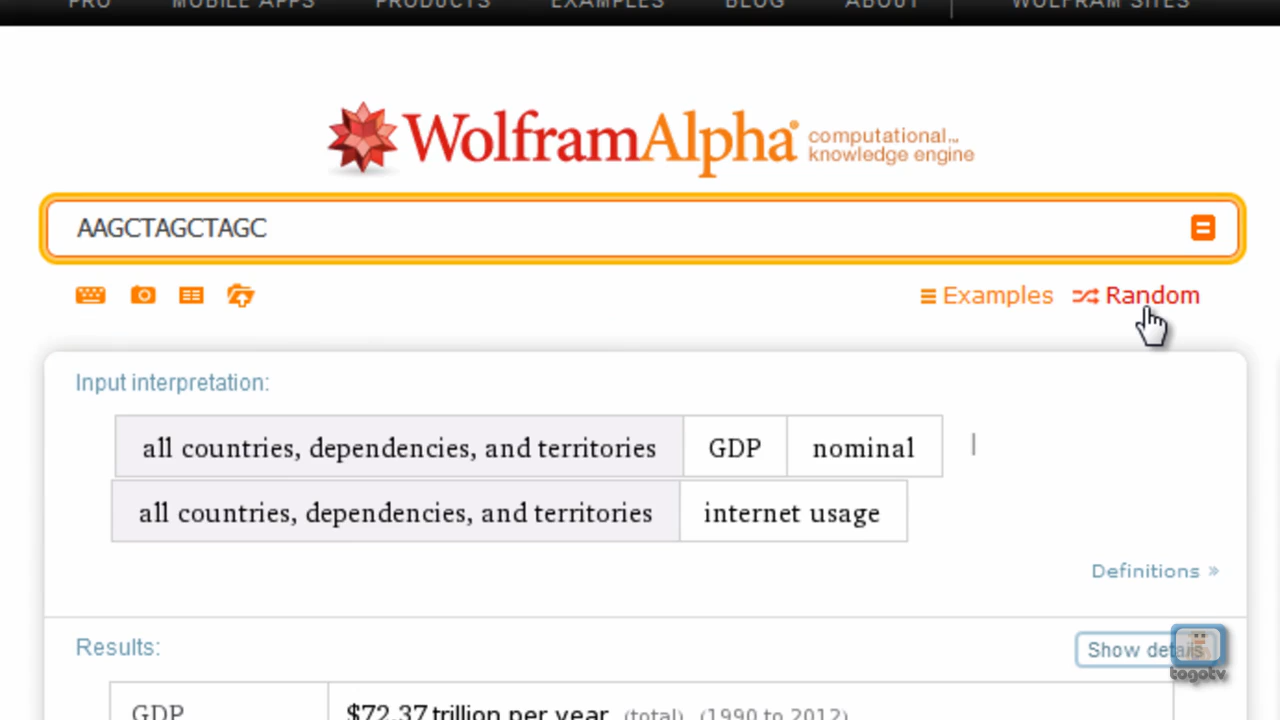 PRO MOBILE APPS PRODUCTS EXAMPLES BLOG ABOUT WOLFRAM SITES
WolframAlpha® computational...
knowledge engine
AAGCTAGCTAGC
Examples Random
Input interpretation:
all countries, dependencies, and territories GDP nominal |
all countries, dependencies, and territories internet usage
Definitions »
Results:
Show details
togotv
GDP $72.37 trillion per year (total) (1990 to 2012)